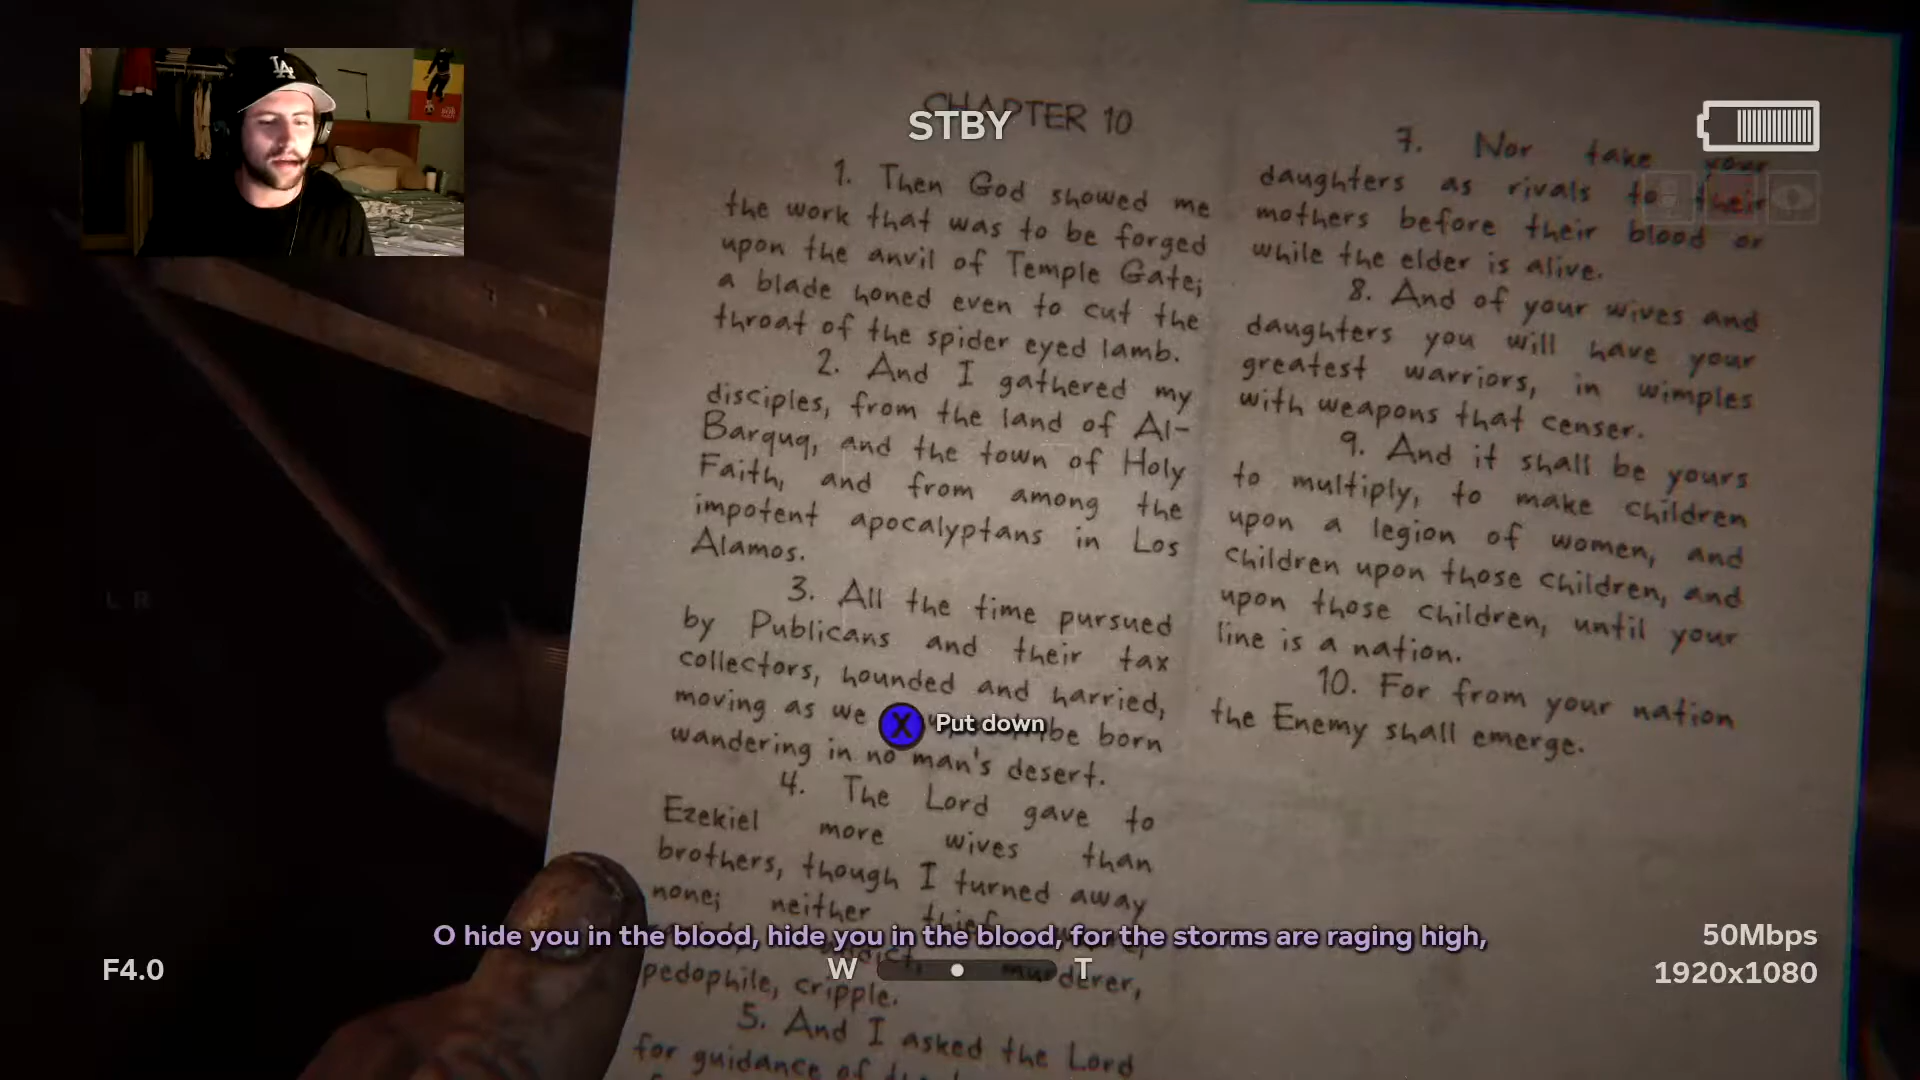 LA
STBY
CHAPTER 10
1. Then God showed me
the work that was to be forged
upon the anvil of Temple Gate;
a blade honed even to cut the
throat of the spider eyed lamb.
2. And I gathered my
disciples, from the land of Al-
Barquq, and the town of Holy
Faith, and from among the
impotent apocalyptans in Los
Alamos.
3. All the time pursued
by Publicans and their tax
collectors, hounded and harried,
moving as we be born
wandering in no man's desert.
4. The Lord gave to
Ezekiel more wives than
brothers, though I turned away
none; neither thief
murderer,
pedophile, cripple.
5. And I asked the Lord
for guidance of
7. Nor take your
daughters as rivals to their
mothers before their blood or
while the elder is alive.
8. And of your wives and
daughters you will have your
greatest warriors, in wimples
with weapons that censer.
9. And it shall be yours
to multiply, to make children
upon a legion of women, and
children upon those children, and
upon those children, until your
line is a nation.
10. For from your nation
the Enemy shall emerge.
L R
X Put down
O hide you in the blood, hide you in the blood, for the storms are raging high,
F4.0
W T
50Mbps
1920x1080